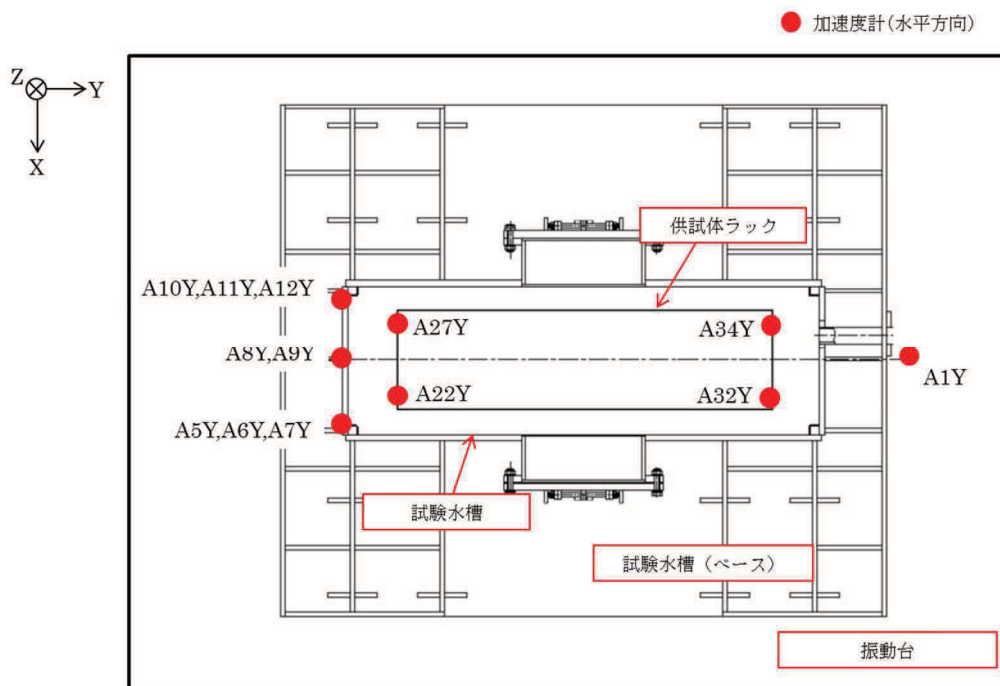 加速度計(水平方向)
Z
Y
X
供試体ラック
A10Y,A11Y,A12Y
A27Y
A34Y
A8Y,A9Y
A1Y
A22Y
A32Y
A5Y,A6Y,A7Y
試験水槽
試験水槽（ベース）
振動台